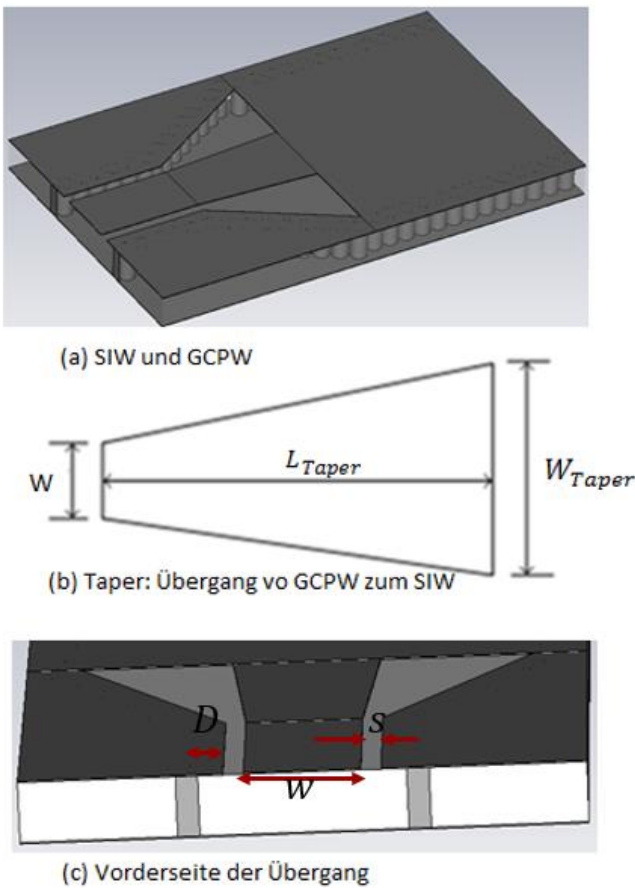 (a) SIW und GCPW
W
L_Taper
W_Taper
(b) Taper: Übergang vo GCPW zum SIW
D
S
W
(c) Vorderseite der Übergang